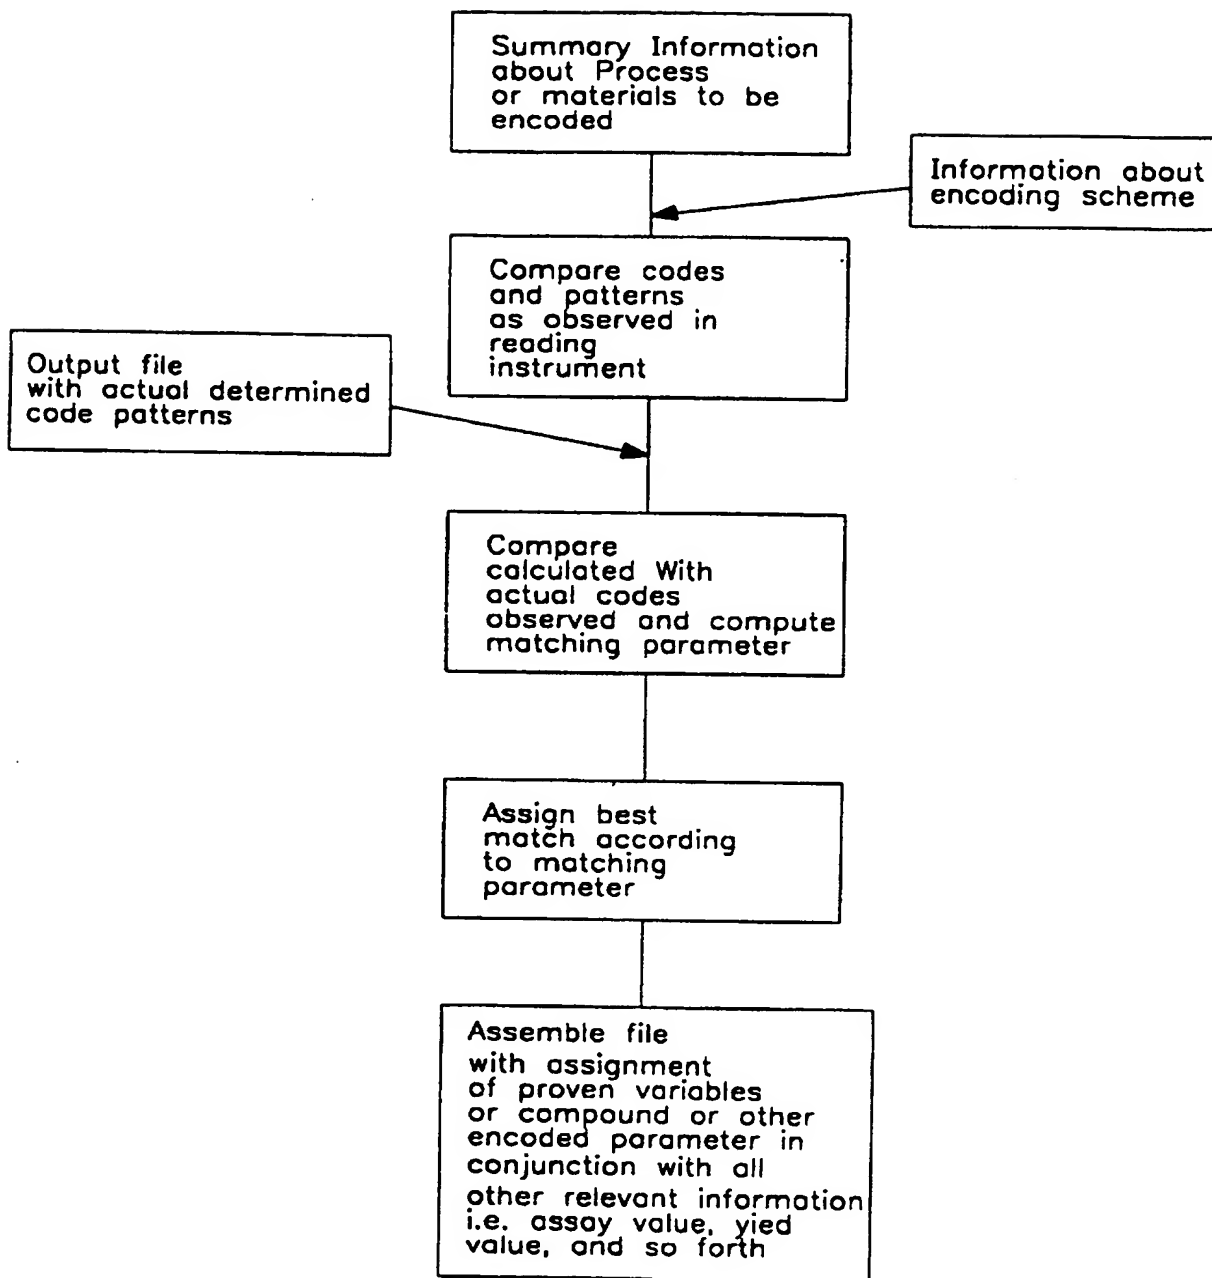 Summary Information
about Process
or materials to be
encoded
Information about
encoding scheme
Compare codes
and patterns
as observed in
reading
instrument
Output file
with actual determined
code patterns
Compare
calculated With
actual codes
observed and compute
matching parameter
Assign best
match according
to matching
parameter
Assemble file
with assignment
of proven variables
or compound or other
encoded parameter in
conjunction with all
other relevant information
i.e. assay value, yied
value, and so forth